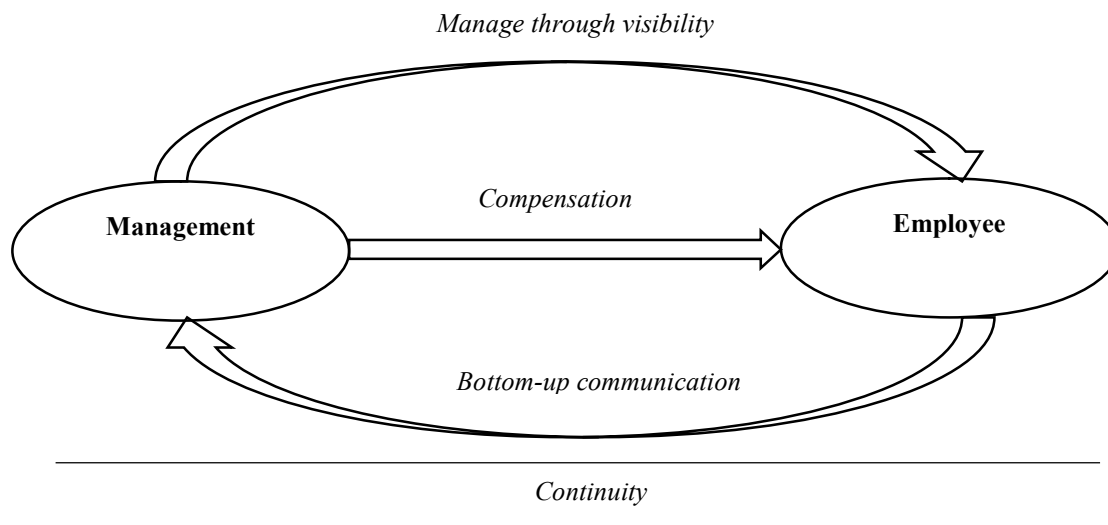 Manage through visibility
Compensation
Management
Employee
Bottom-up communication
Continuity